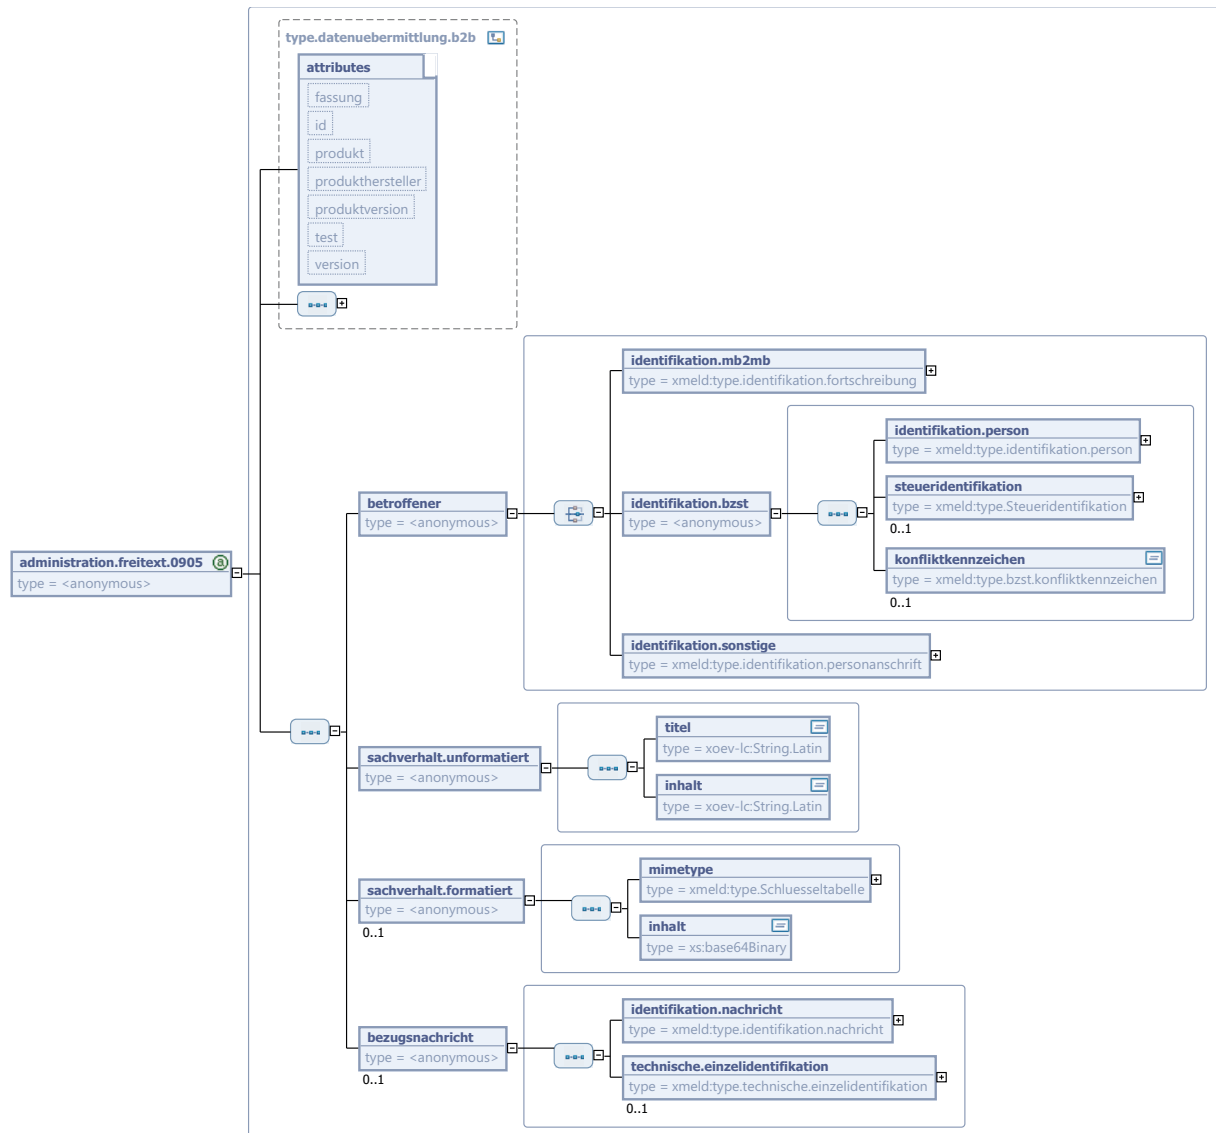 type.datenuebermittlung.b2b
attributes
fassung
id
produkt
produkthersteller
produktversion
test
version
identifikation.mb2mb
type = xmeld:type.identifikation.fortschreibung
identifikation.person
type = xmeld:type.identifikation.person
betroffener
type = <anonymous>
identifikation.bzst
type = <anonymous>
steueridentifikation
type = xmeld:type.Steueridentifikation
0..1
administration.freitext.0905 a
type = <anonymous>
konfliktkennzeichen
type = xmeld:type.bzst.konfliktkennzeichen
0..1
identifikation.sonstige
type = xmeld:type.identifikation.personanschrift
sachverhalt.unformatiert
type = <anonymous>
titel
type = xoev-lc:String.Latin
inhalt
type = xoev-lc:String.Latin
sachverhalt.formatiert
type = <anonymous>
0..1
mimetype
type = xmeld:type.Schluesseltabelle
inhalt
type = xs:base64Binary
bezugsnachricht
type = <anonymous>
0..1
identifikation.nachricht
type = xmeld:type.identifikation.nachricht
technische.einzelidentifikation
type = xmeld:type.technische.einzelidentifikation
0..1